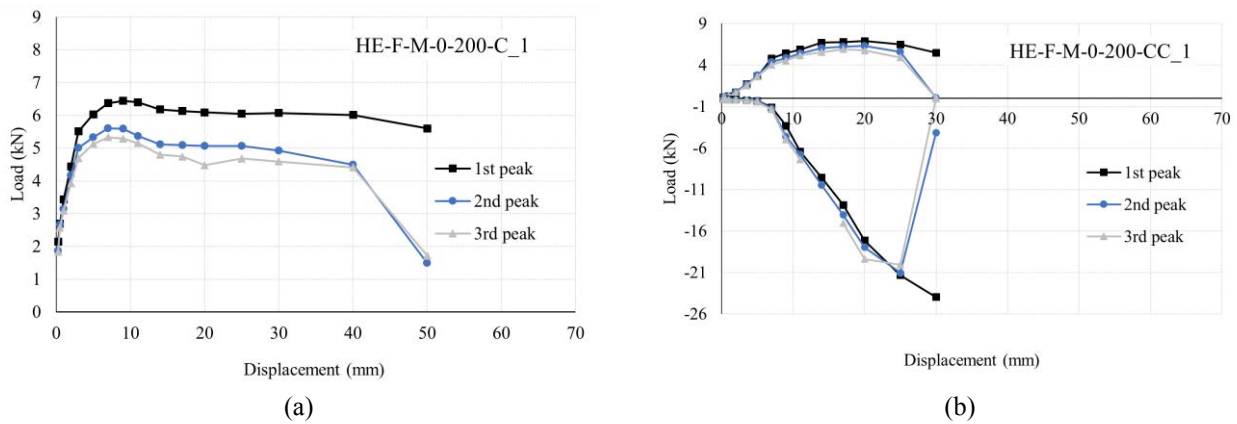 9
8
7
6
5
4
3
2
1
0
Load (kN)
HE-F-M-0-200-C_1
1st peak
2nd peak
3rd peak
0 10 20 30 40 50 60 70
Displacement (mm)
(a)
9
4
-1
-6
-11
-16
-21
-26
Load (kN)
HE-F-M-0-200-CC_1
0 10 20 30 40 50 60 70
1st peak
2nd peak
3rd peak
Displacement (mm)
(b)